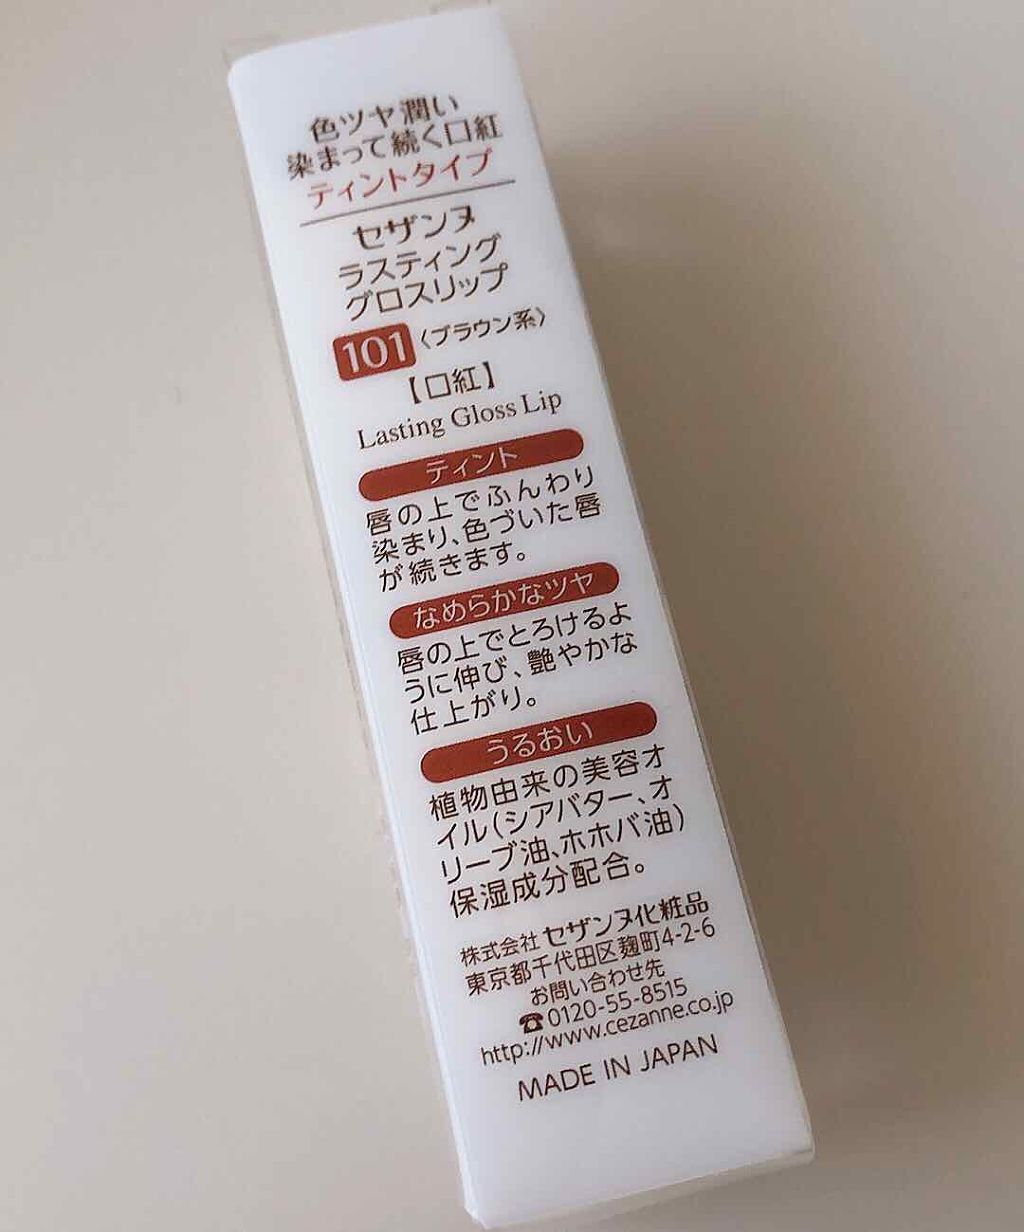 色ツヤ潤い
染まって続く口紅
ティントタイプ
セザンヌ
ラスティング
グロスリップ
101 〈ブラウン系〉
【口紅】
Lasting Gloss Lip
ティント
唇の上でふんわり
染まり、色づいた唇
が続きます。
なめらかなツヤ
唇の上でとろけるよ
うに伸び、艶やかな
仕上がり。
うるおい
植物由来の美容オ
イル(シアバター、オ
リーブ油、ホホバ油)
保湿成分配合。
株式会社 セザンヌ化粧品
東京都千代田区麹町4-2-6
お問い合わせ先
☎0120-55-8515
http://www.cezanne.co.jp
MADE IN JAPAN